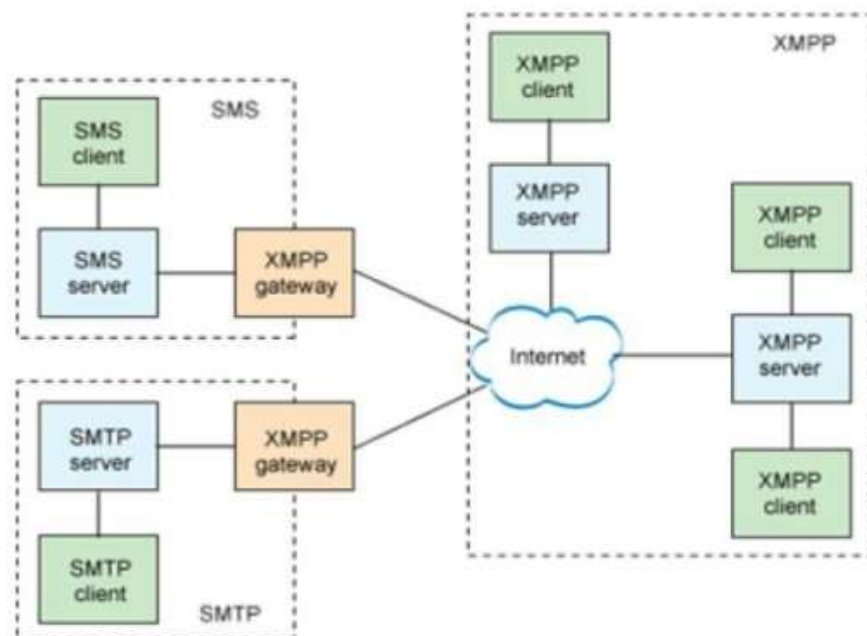 SMS
SMS
client
SMS
server
XMPP
gateway
SMTP
server
XMPP
gateway
SMTP
client
SMTP
XMPP
XMPP
client
XMPP
server
XMPP
client
Internet
XMPP
server
XMPP
client